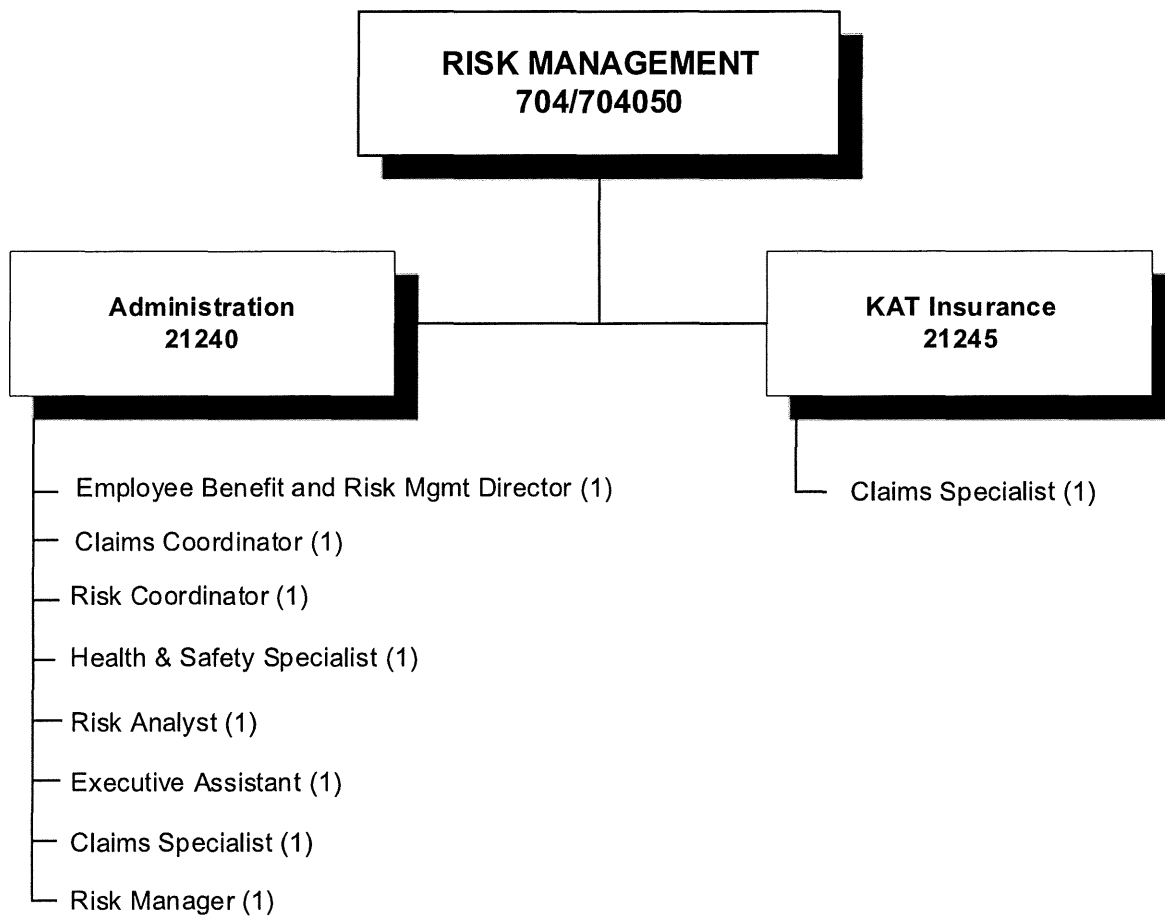 RISK MANAGEMENT
704/704050
Administration
21240
KAT Insurance
21245
Employee Benefit and Risk Mgmt Director (1)
Claims Coordinator (1)
Risk Coordinator (1)
Health & Safety Specialist (1)
Risk Analyst (1)
Executive Assistant (1)
Claims Specialist (1)
Risk Manager (1)
Claims Specialist (1)